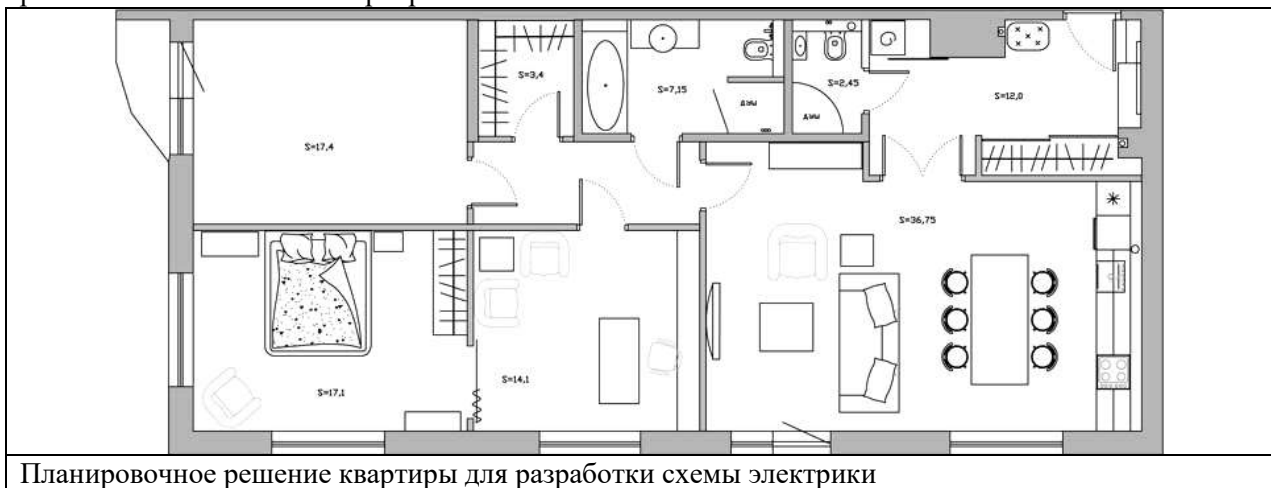 S=3,4
S=7,15
S=2,45
S=12,0
S=17,4
S=36,75
S=14,1
S=17,1
Планировочное решение квартиры для разработки схемы электрики